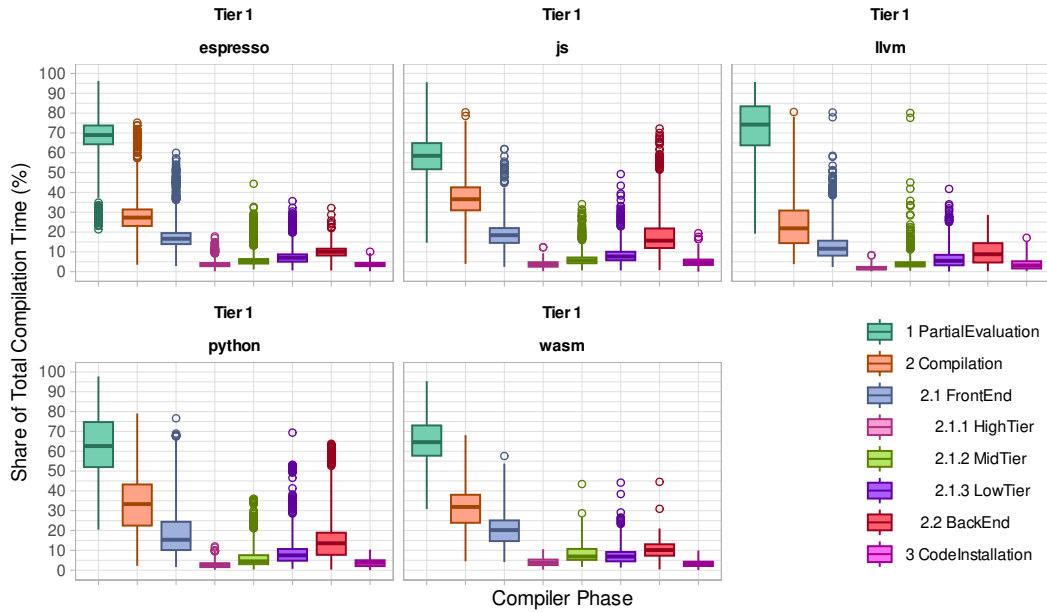 Tier 1 Tier 1 Tier 1
espresso js llvm
Share of Total Compilation Time (%)
100
90
80
70
60
50
40
30
20
10
0
Tier 1 Tier 1
python wasm
100
90
80
70
60
50
40
30
20
10
0
Compiler Phase
1 PartialEvaluation
2 Compilation
2.1 FrontEnd
2.1.1 HighTier
2.1.2 MidTier
2.1.3 LowTier
2.2 BackEnd
3 CodeInstallation